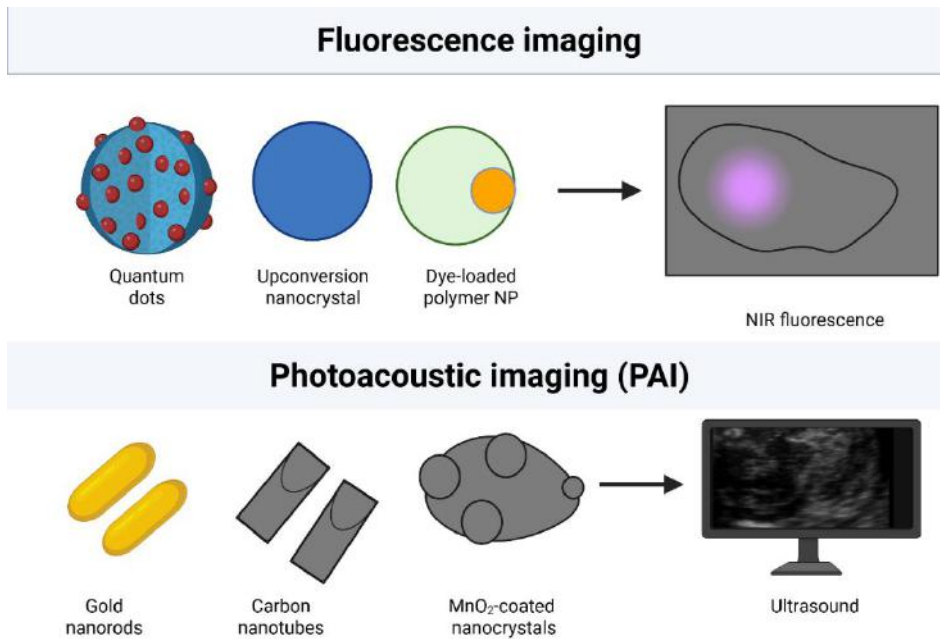 Fluorescence imaging
Quantum
dots
Upconversion
nanocrystal
Dye-loaded
polymer NP
NIR fluorescence
Photoacoustic imaging (PAI)
Gold
nanorods
Carbon
nanotubes
MnO₂-coated
nanocrystals
Ultrasound